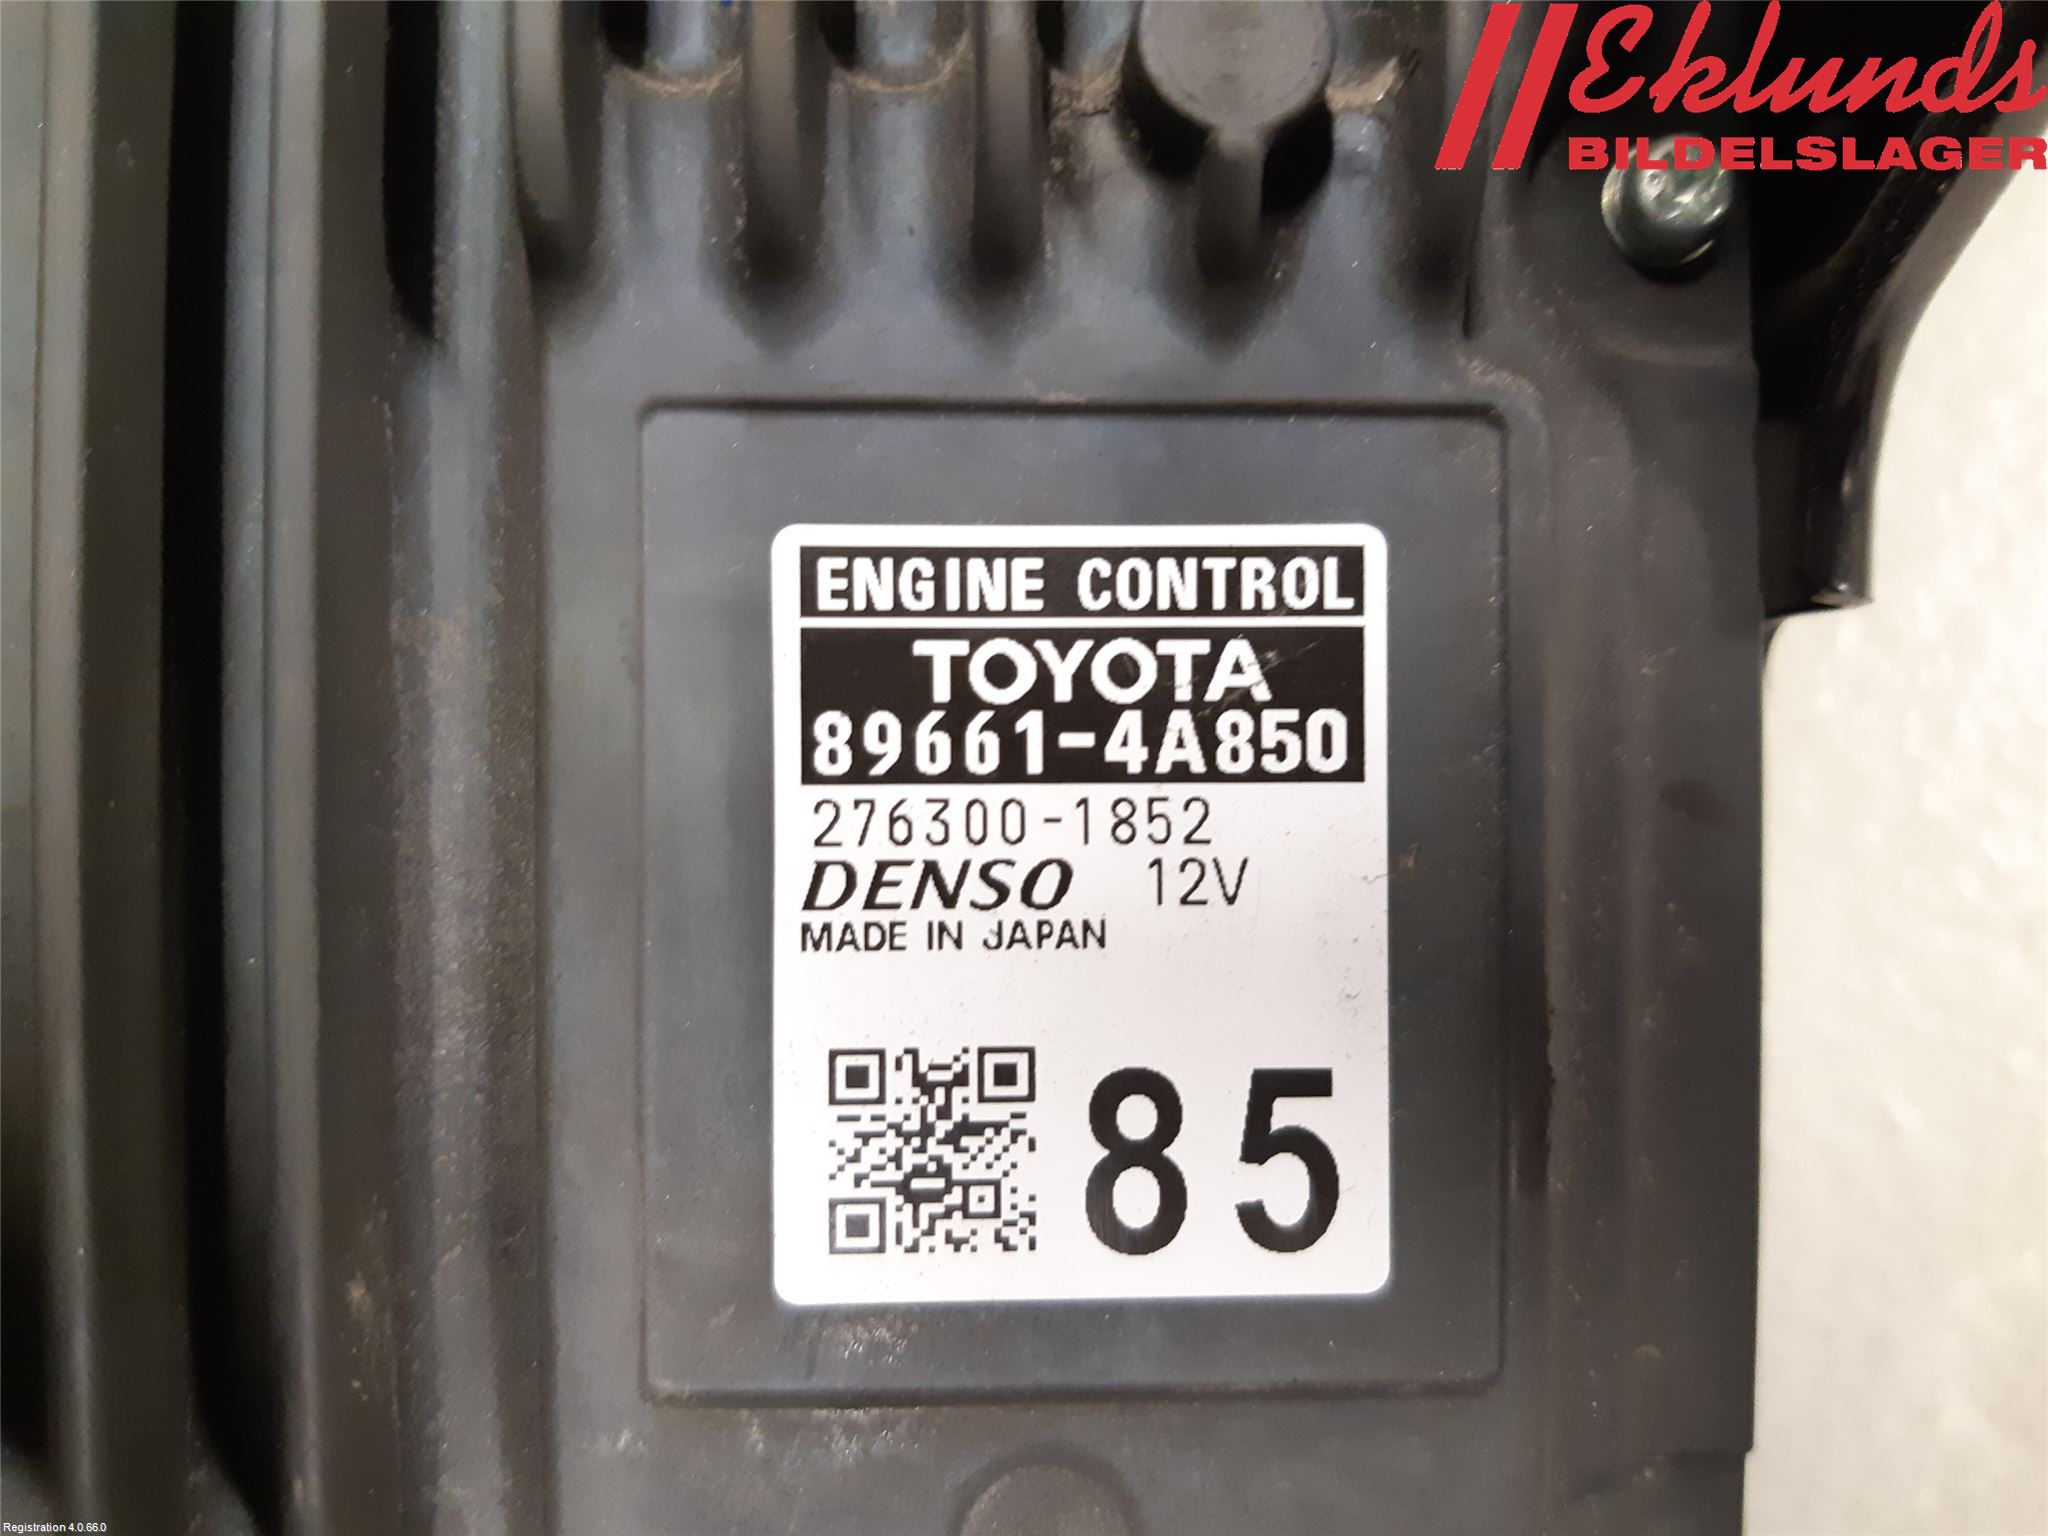 Eklunds
BILDELSLAGER
ENGINE CONTROL
TOYOTA
89661-4A850
276300-1852
DENSO 12V
MADE IN JAPAN
85
Registration 4.0.66.0